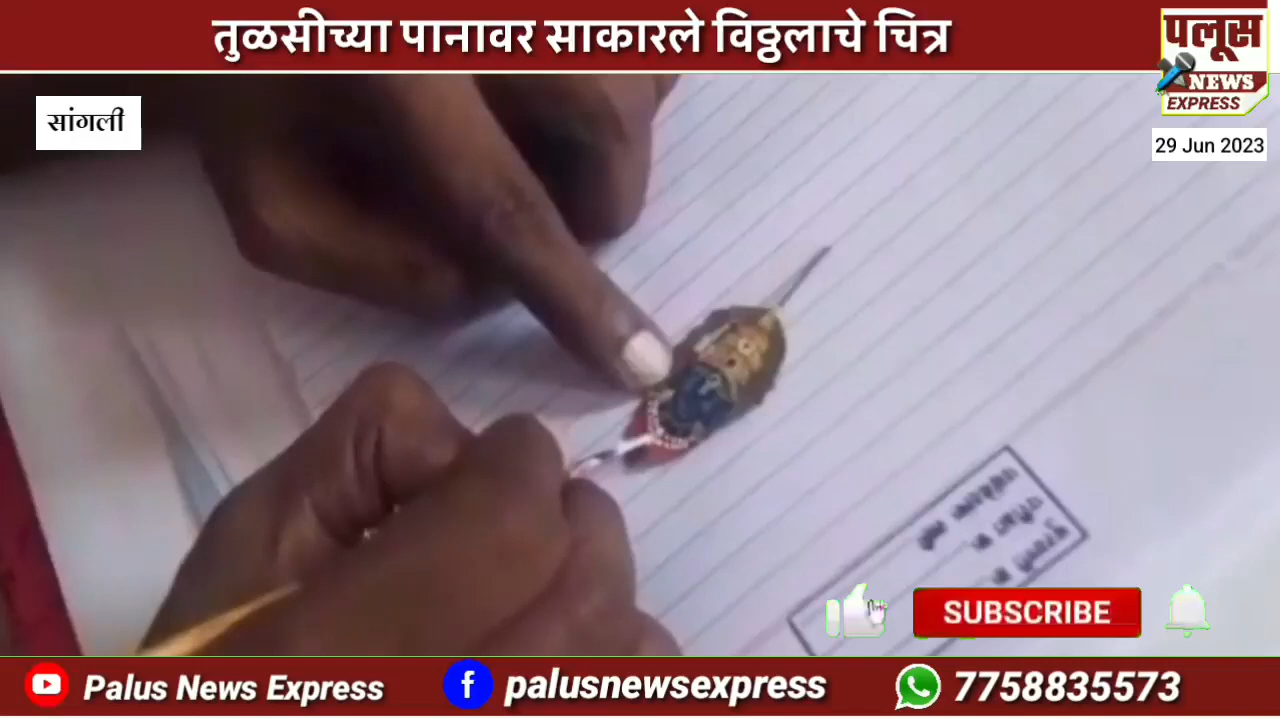 तुळसीच्या पानावर साकारले विठ्ठलाचे चित्र
पलूस
NEWS
EXPRESS
सांगली
29 Jun 2023
SUBSCRIBE
Palus News Express
palusnewsexpress
7758835573